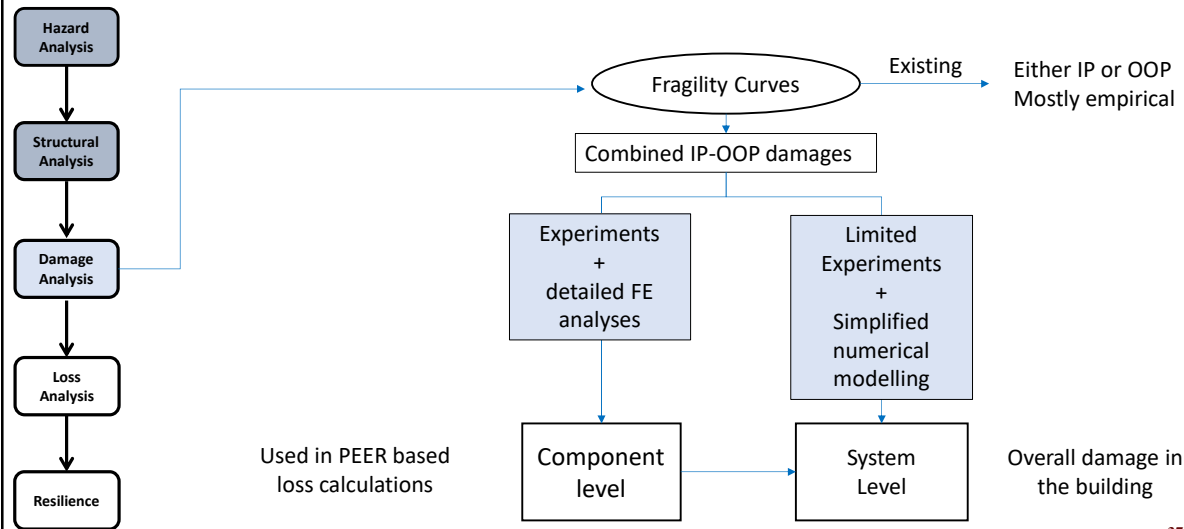 Hazard
Analysis
Structural
Analysis
Damage
Analysis
Loss
Analysis
Resilience
Fragility Curves
Existing
Either IP or OOP
Mostly empirical
Combined IP-OOP damages
Experiments
+
detailed FE
analyses
Limited
Experiments
+
Simplified
numerical
modelling
Used in PEER based
loss calculations
Component
level
System
Level
Overall damage in
the building